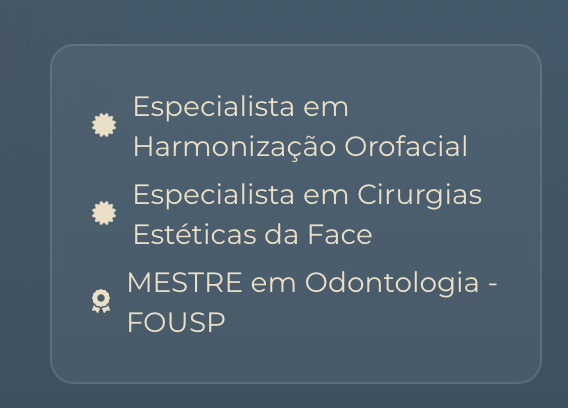 Especialista em
Harmonização Orofacial
Especialista em Cirurgias
Estéticas da Face
MESTRE em Odontologia -
FOUSP